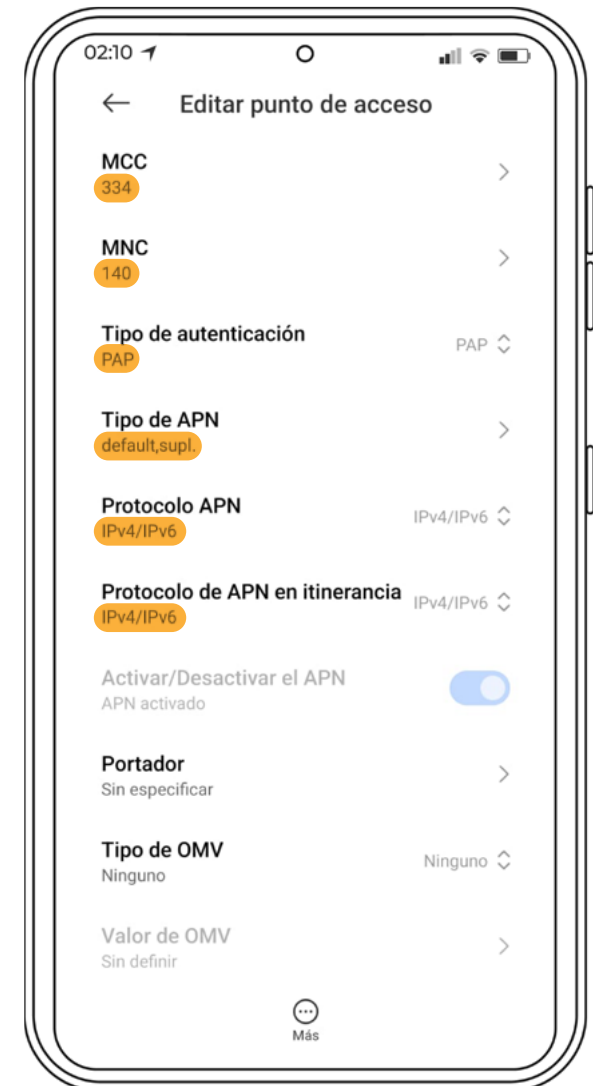 02:10
Editar punto de acceso
MCC
334
MNC
140
Tipo de autenticación
PAP
PAP
Tipo de APN
default,supl.
Protocolo APN
IPv4/IPv6
IPv4/IPv6
Protocolo de APN en itinerancia
IPv4/IPv6
IPv4/IPv6
Activar/Desactivar el APN
APN activado
Portador
Sin especificar
Tipo de OMV
Ninguno
Ninguno
Valor de OMV
Sin definir
Más